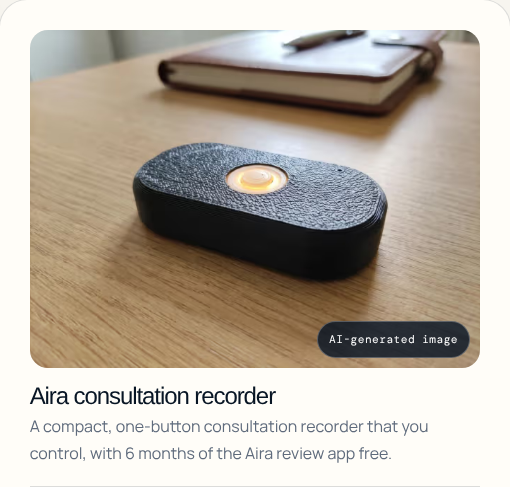 AI-generated image
Aira consultation recorder
A compact, one-button consultation recorder that you
control, with 6 months of the Aira review app free.